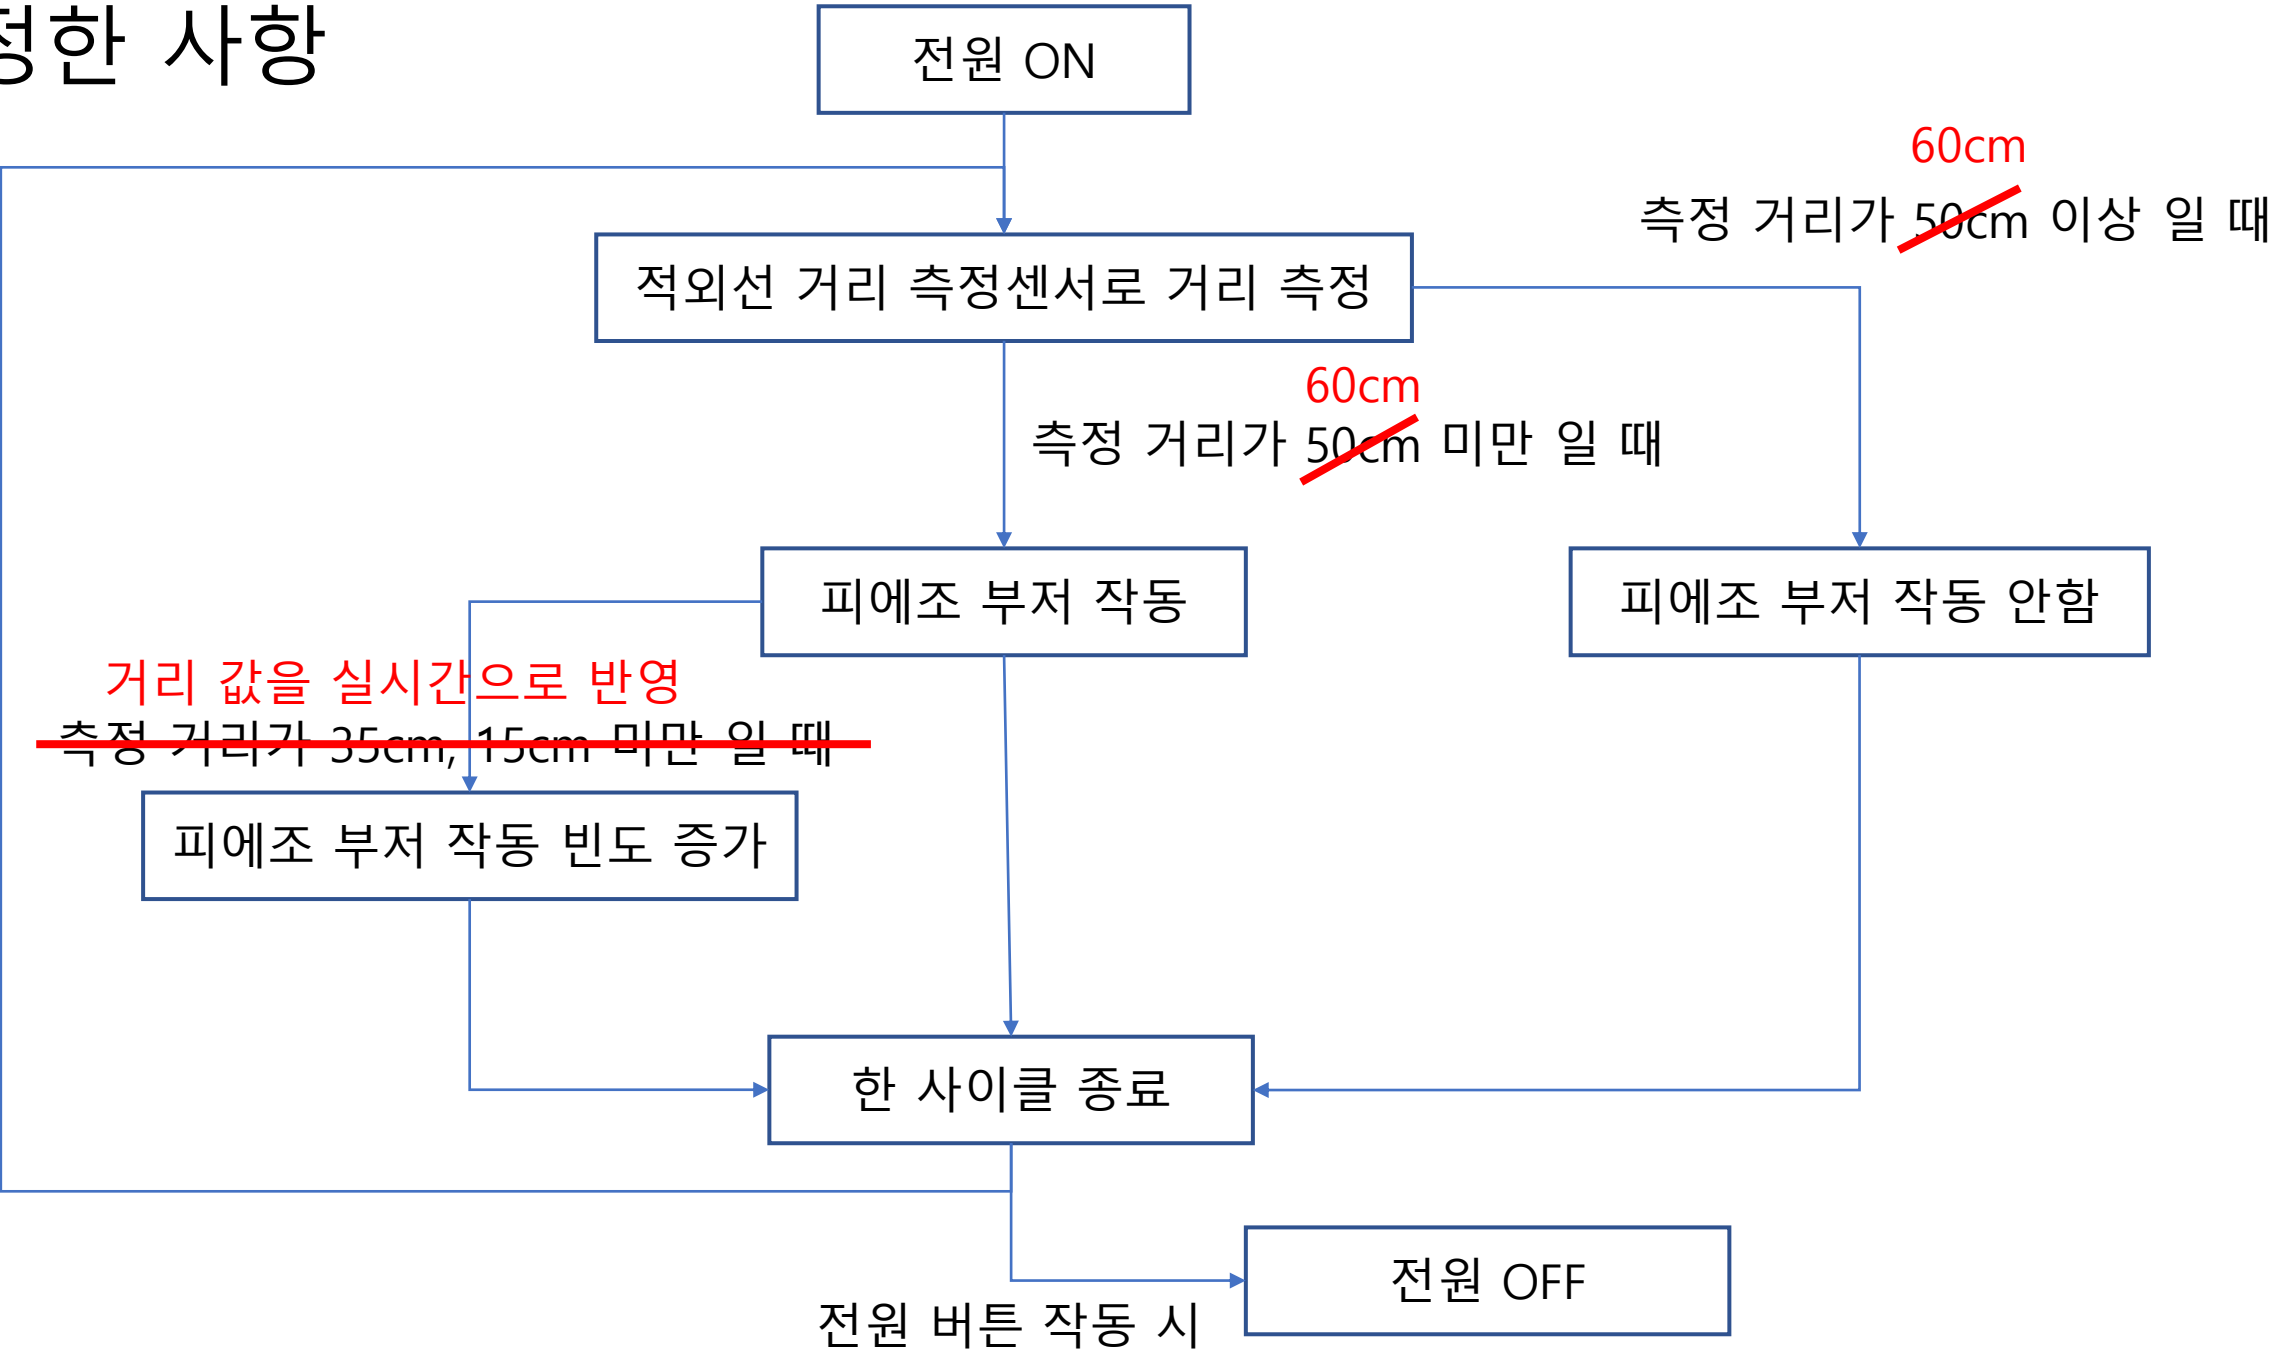 정한 사항
전원 ON
60cm
측정 거리가 50cm 이상 일 때
적외선 거리 측정센서로 거리 측정
60cm
측정 거리가 50cm 미만 일 때
피에조 부저 작동
피에조 부저 작동 안함
거리 값을 실시간으로 반영
측정 거리가 35cm, 15cm 미만 일 때
피에조 부저 작동 빈도 증가
한 사이클 종료
전원 OFF
전원 버튼 작동 시